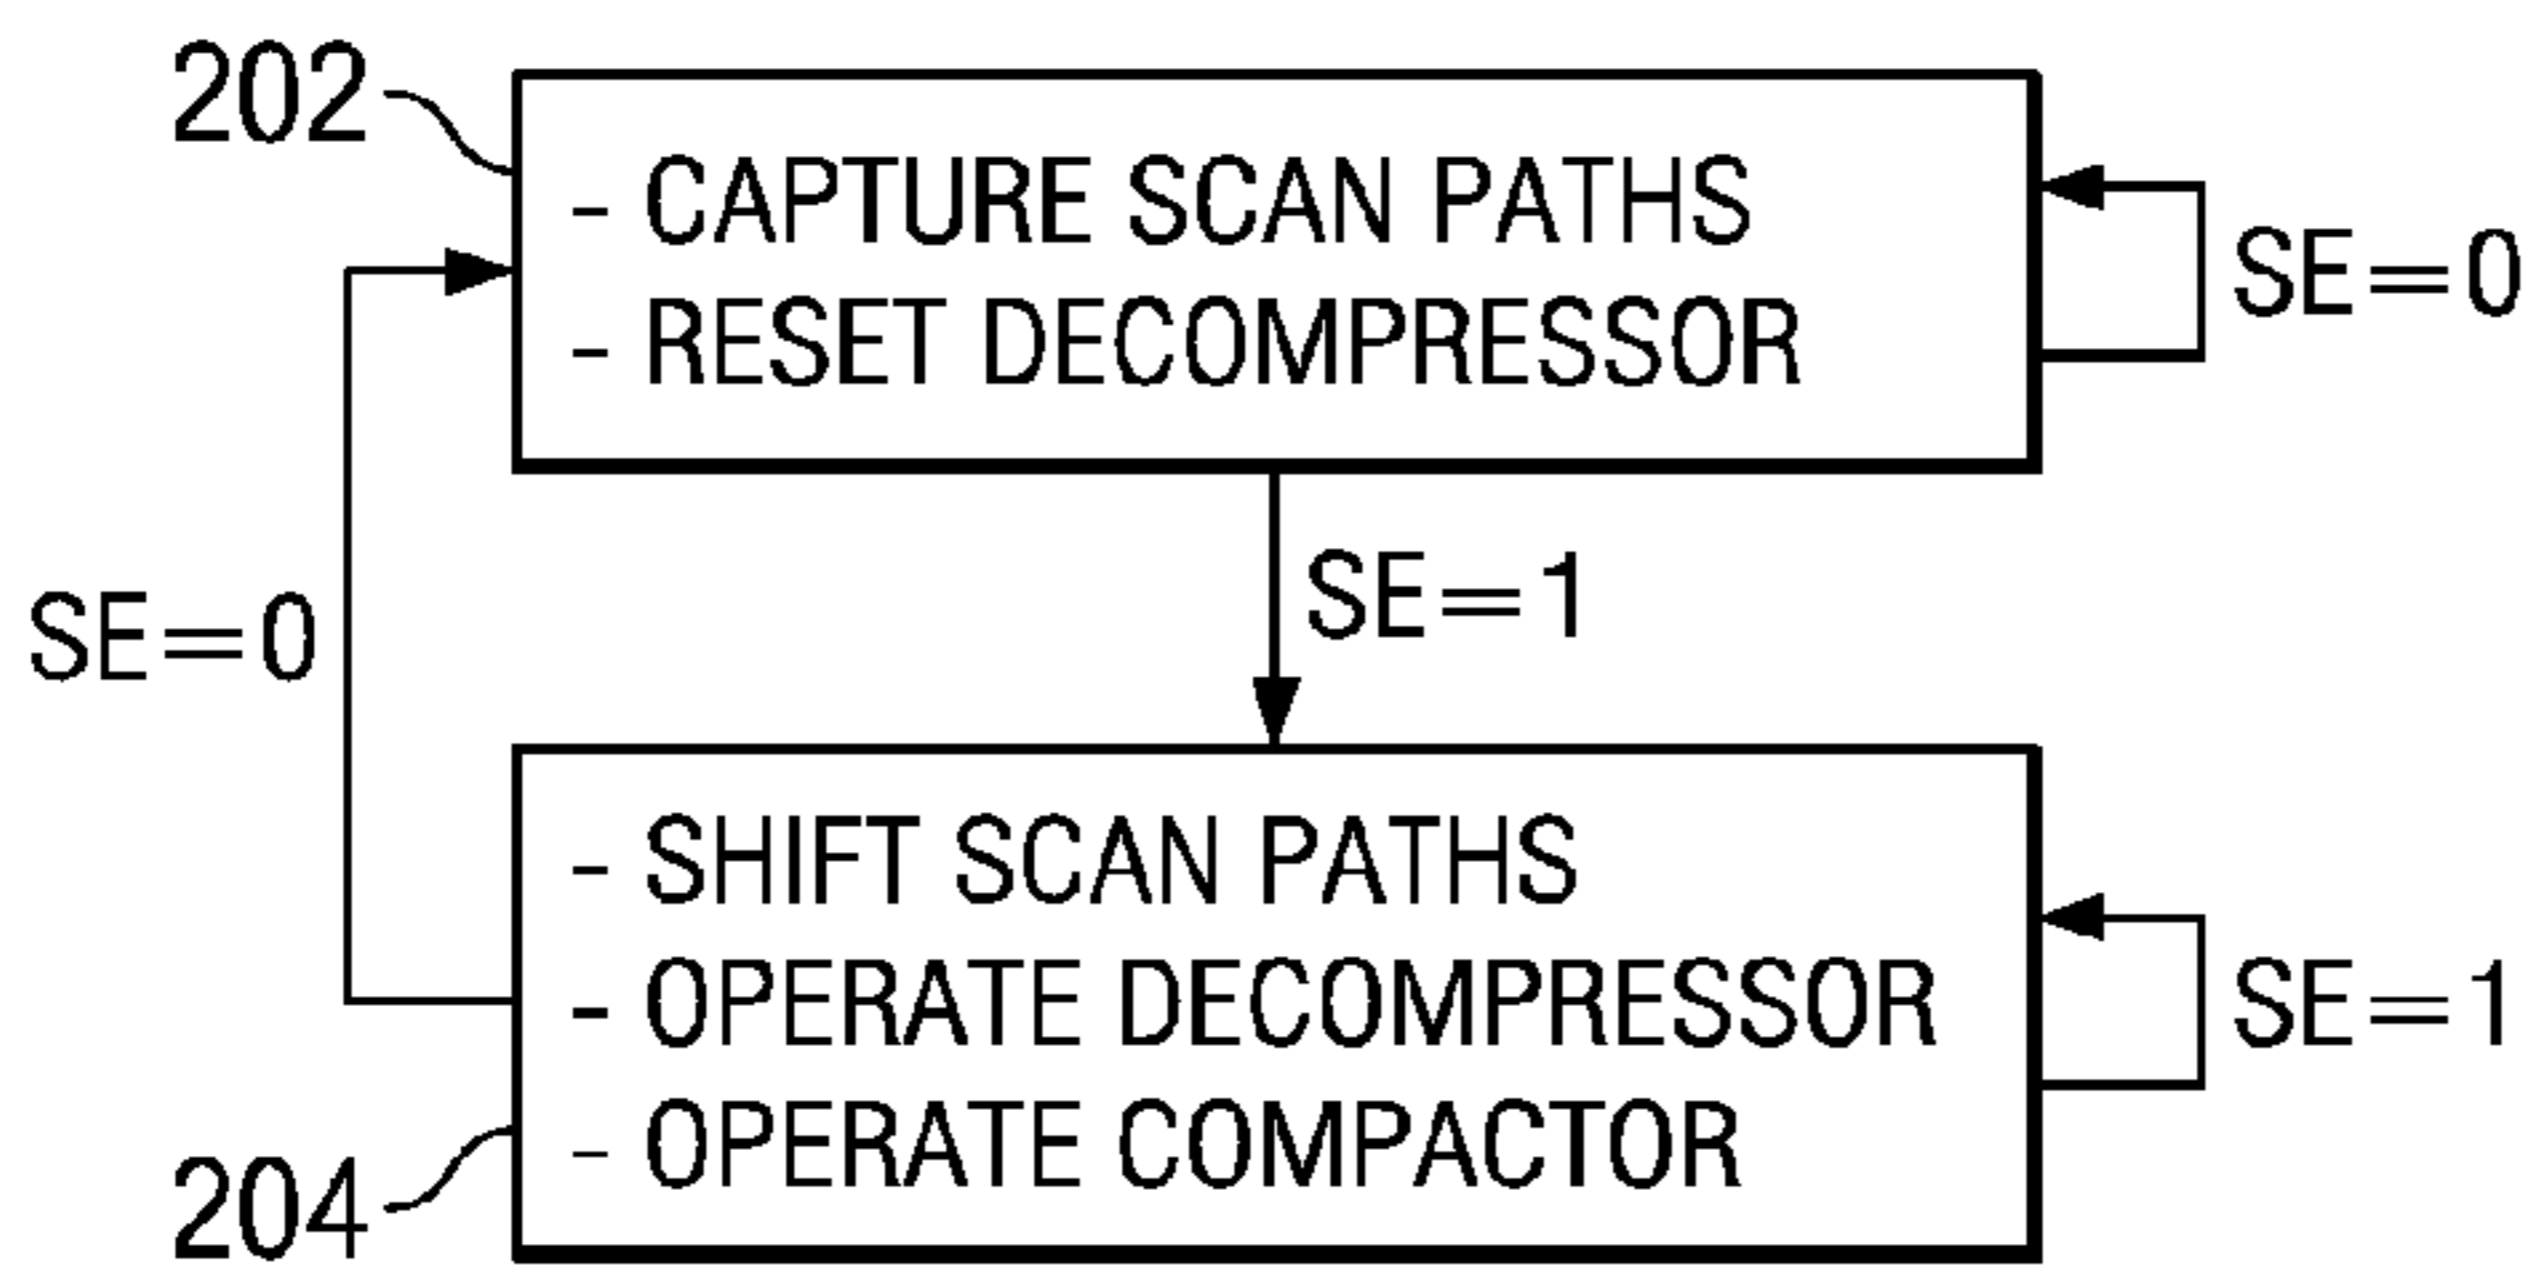 202
- CAPTURE SCAN PATHS
- RESET DECOMPRESSOR
SE=0
SE=1
SE=0
- SHIFT SCAN PATHS
- OPERATE DECOMPRESSOR
- OPERATE COMPACTOR
SE=1
204